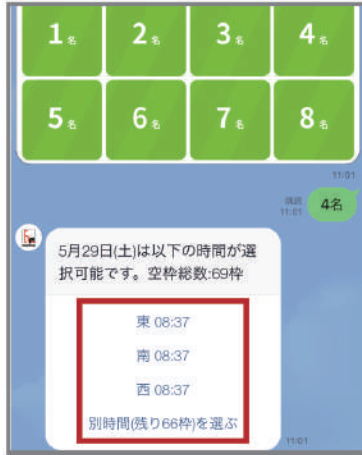 1名 2名 3名 4名
5名 6名 7名 8名
11:01
既読
11:01
4名
5月29日(土)は以下の時間が選
択可能です。空枠総数:69枠
東 08:37
南 08:37
西 08:37
別時間(残り66枠)を選ぶ
11:01